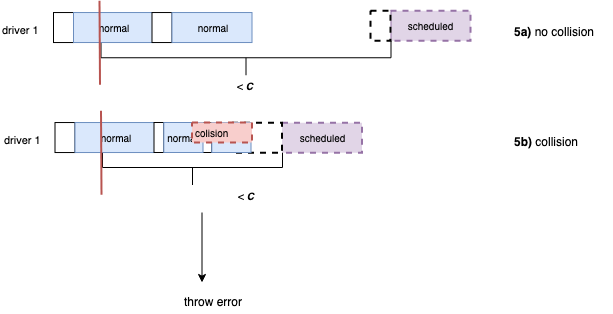 driver 1
normal
normal
scheduled
5a) no collision
< C
driver 1
normal
norm
colision
scheduled
5b) collision
< C
throw error